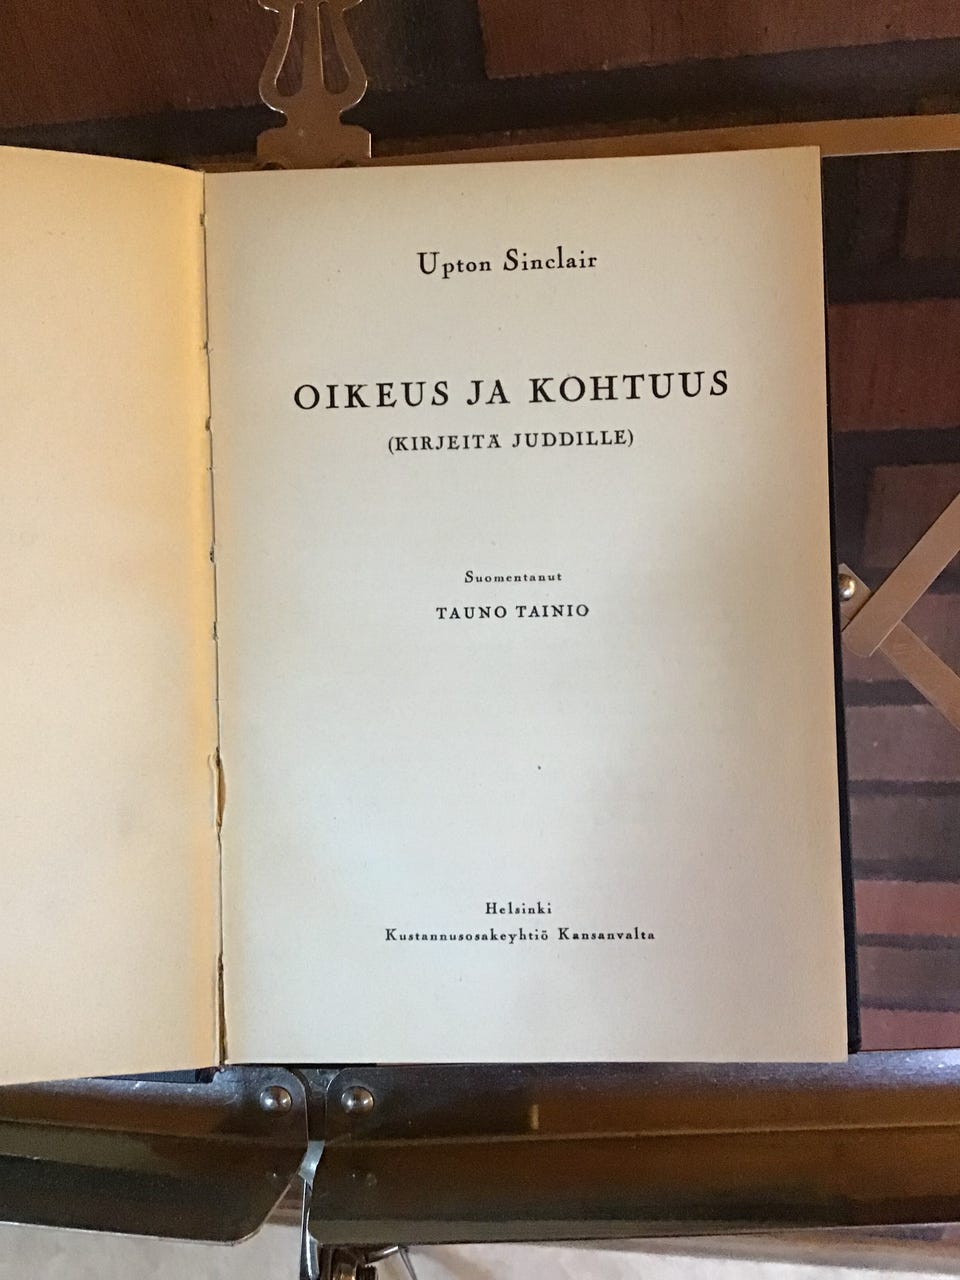 Upton Sinclair
OIKEUS JA KOHTUUS
(KIRJEITÄ JUDDILLE)
Suomentanut
TAUNO TAINIO
Helsinki
Kustannusosakeyhtiö Kansanvalta